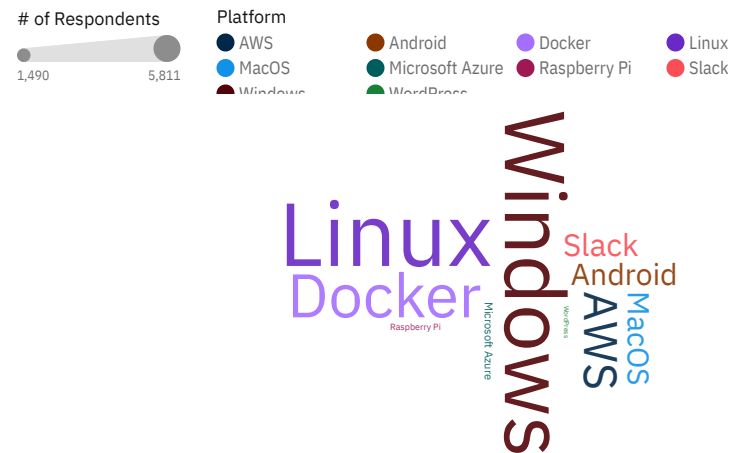 # of Respondents
1,490 5,811
Platform
AWS Android Docker Linux
MacOS Microsoft Azure Raspberry Pi Slack
Windows WordPress
Windows
Linux
Slack
Docker
Android
Raspberry Pi
Microsoft Azure
WordPress
AWS
MacOS